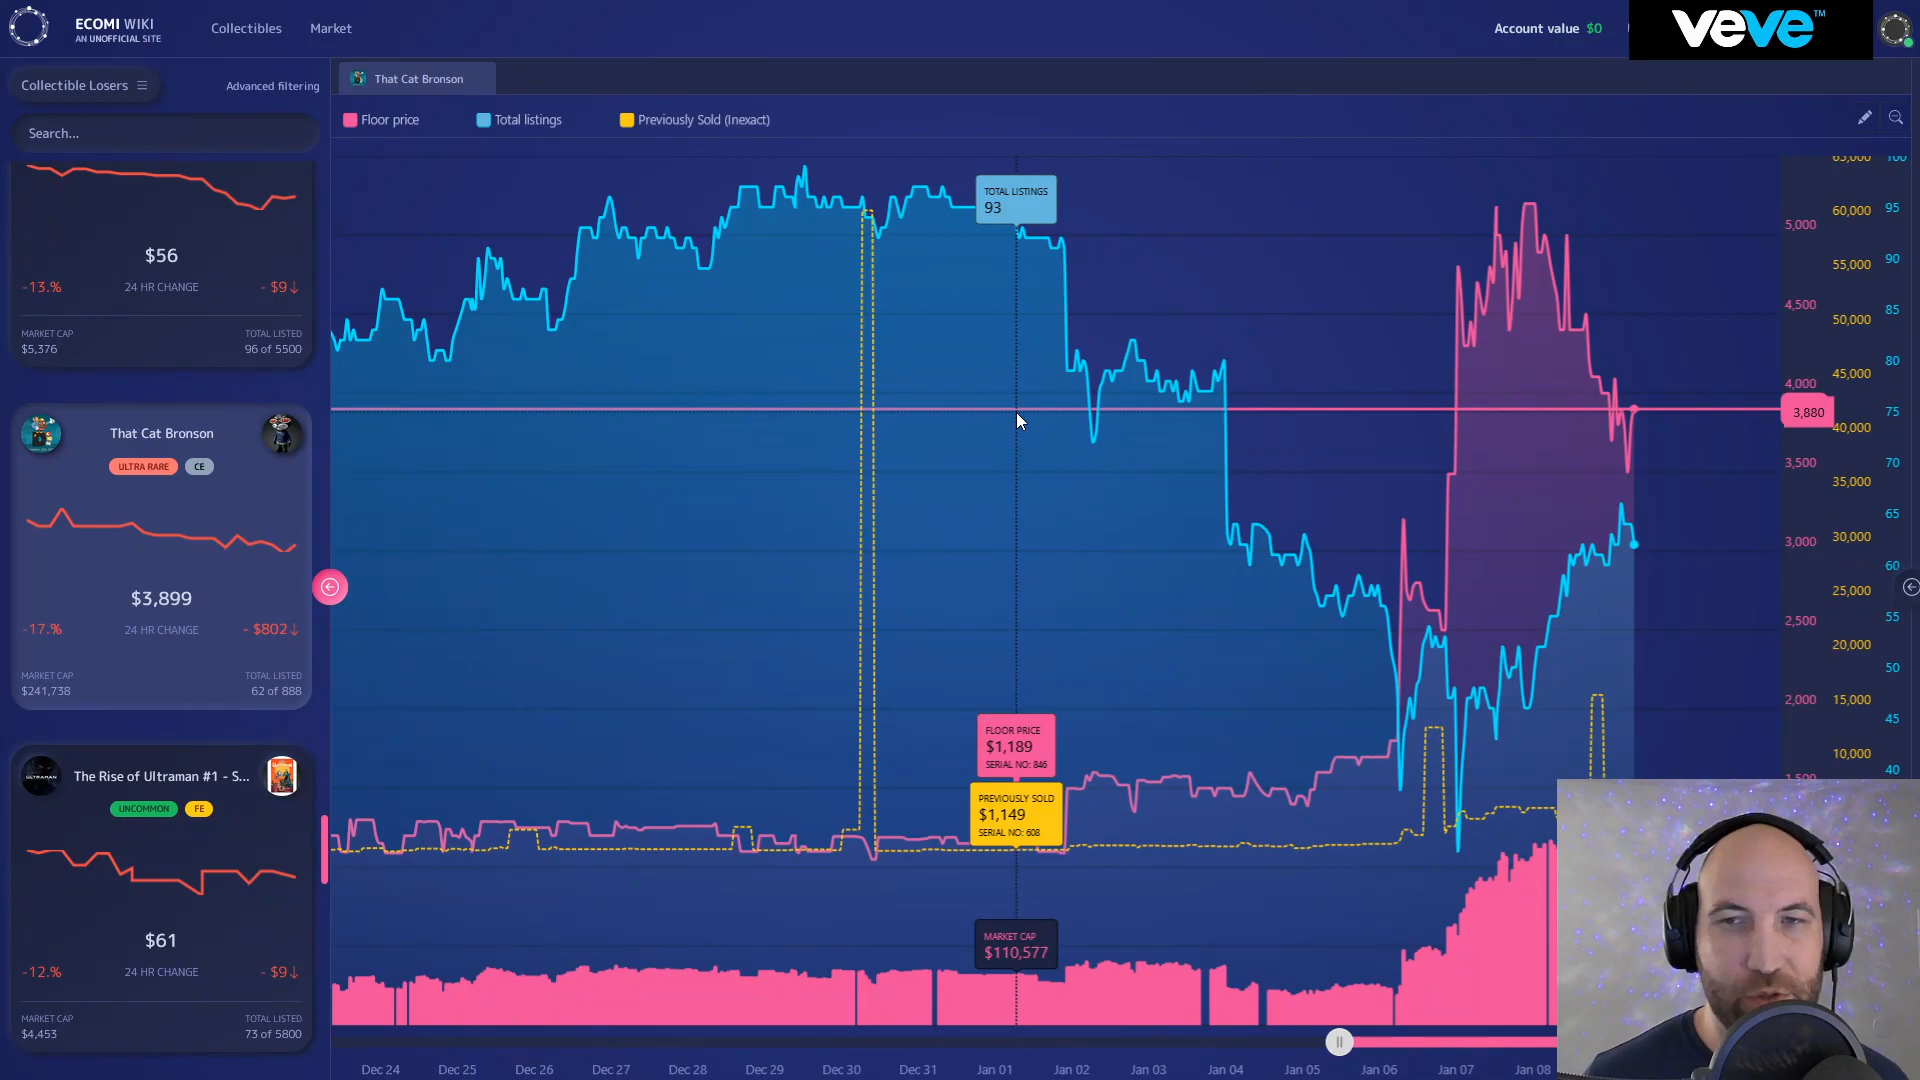 ECOMI WIKI
AN UNOFFICIAL SITE
Collectibles
Market
Account value $0
veve™
Collectible Losers
Advanced filtering
Search...
$56
-13.%
24 HR CHANGE
- $9↓
MARKET CAP
TOTAL LISTED
$5,376
96 of 5500
That Cat Bronson
ULTRA RARE
CE
$3,899
-17.%
24 HR CHANGE
- $802↓
MARKET CAP
TOTAL LISTED
$241,738
62 of 888
The Rise of Ultraman #1 - S...
UNCOMMON
FE
$61
-12.%
24 HR CHANGE
- $9↓
MARKET CAP
TOTAL LISTED
$4,453
73 of 5800
That Cat Bronson
Floor price
Total listings
Previously Sold (Inexact)
TOTAL LISTINGS
93
FLOOR PRICE
$1,189
SERIAL NO: 846
PREVIOUSLY SOLD
$1,149
SERIAL NO: 608
MARKET CAP
$110,577
5,000
4,500
4,000
3,880
3,500
3,000
2,500
2,000
1,500
65,000
60,000
55,000
50,000
45,000
40,000
35,000
30,000
25,000
20,000
15,000
10,000
100
95
90
85
80
75
70
65
60
55
50
45
40
Dec 24
Dec 25
Dec 26
Dec 27
Dec 28
Dec 29
Dec 30
Dec 31
Jan 01
Jan 02
Jan 03
Jan 04
Jan 05
Jan 06
Jan 07
Jan 08